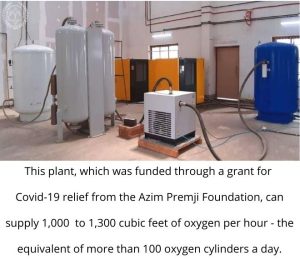 This plant, which was funded through a grant for
Covid-19 relief from the Azim Premji Foundation, can
supply 1,000 to 1,300 cubic feet of oxygen per hour - the
equivalent of more than 100 oxygen cylinders a day.